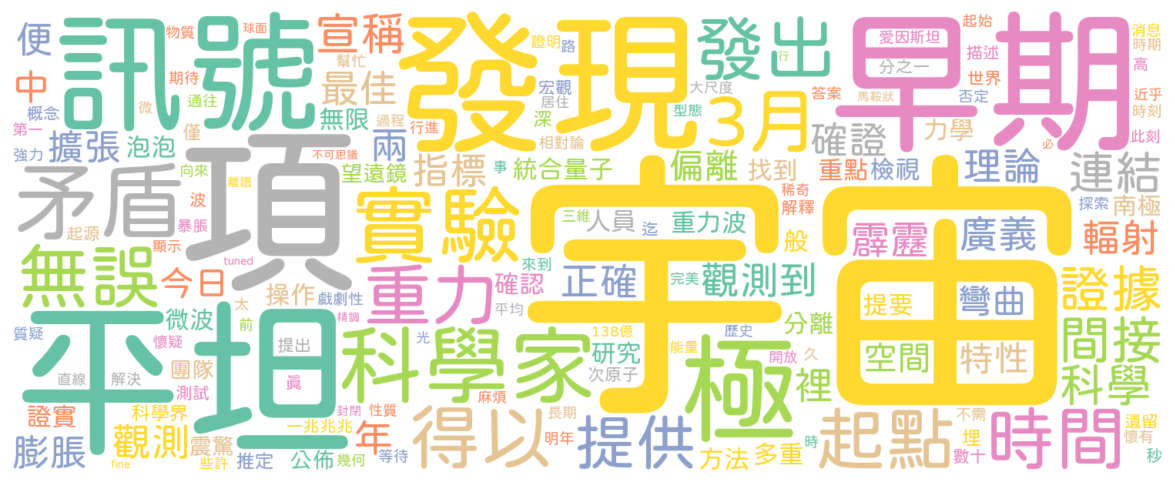 便
訊號
物質
球面
宣稱
發現
證明
路
發出
行
早期
愛因斯坦
分之一
起始
描述
消息
時期
世界
高
中
期待
幫忙
最佳
宏觀
居住
大尺度
3月
答案
馬鞍狀
否定
近乎
時刻
概念
通往
微
第一
擴張
泡泡
僅
無限
過程
行進
兩
深
型態
相對論
確證
力學
必
此刻
強力
向來
不可思議
望遠鏡
指標
事
統合量子
偏離
找到
重點
檢視
理論
連結
矛盾
項
離譜
波
暴脹
起源
顯示
實驗
三維
人員
迄
重力波
稀奇
解釋
般
宇宙
霹靂
廣義
探索
南極
輻射
無誤
今日
tuned
重力
確認
來到
正確
完美
觀測到
提要
彎曲
證據
操作
戲劇性
平均
太
前
精調
微波
質疑
懷疑
平坦
提出
科學家
光
138億
歷史
分離
研究
能量
極
開放
久
裡
空間
特性
間接
科學
直線
解決
團隊
真
測試
次原子
麻煩
證實
科學界
一兆兆兆
封閉
性質
得以
長期
明年
提供
起點
不需
埋
數十
時間
遺留
懷有
秒
膨脹
觀測
震驚
fine
些許
推定
公佈
幾何
年
等待
方法
多重
時